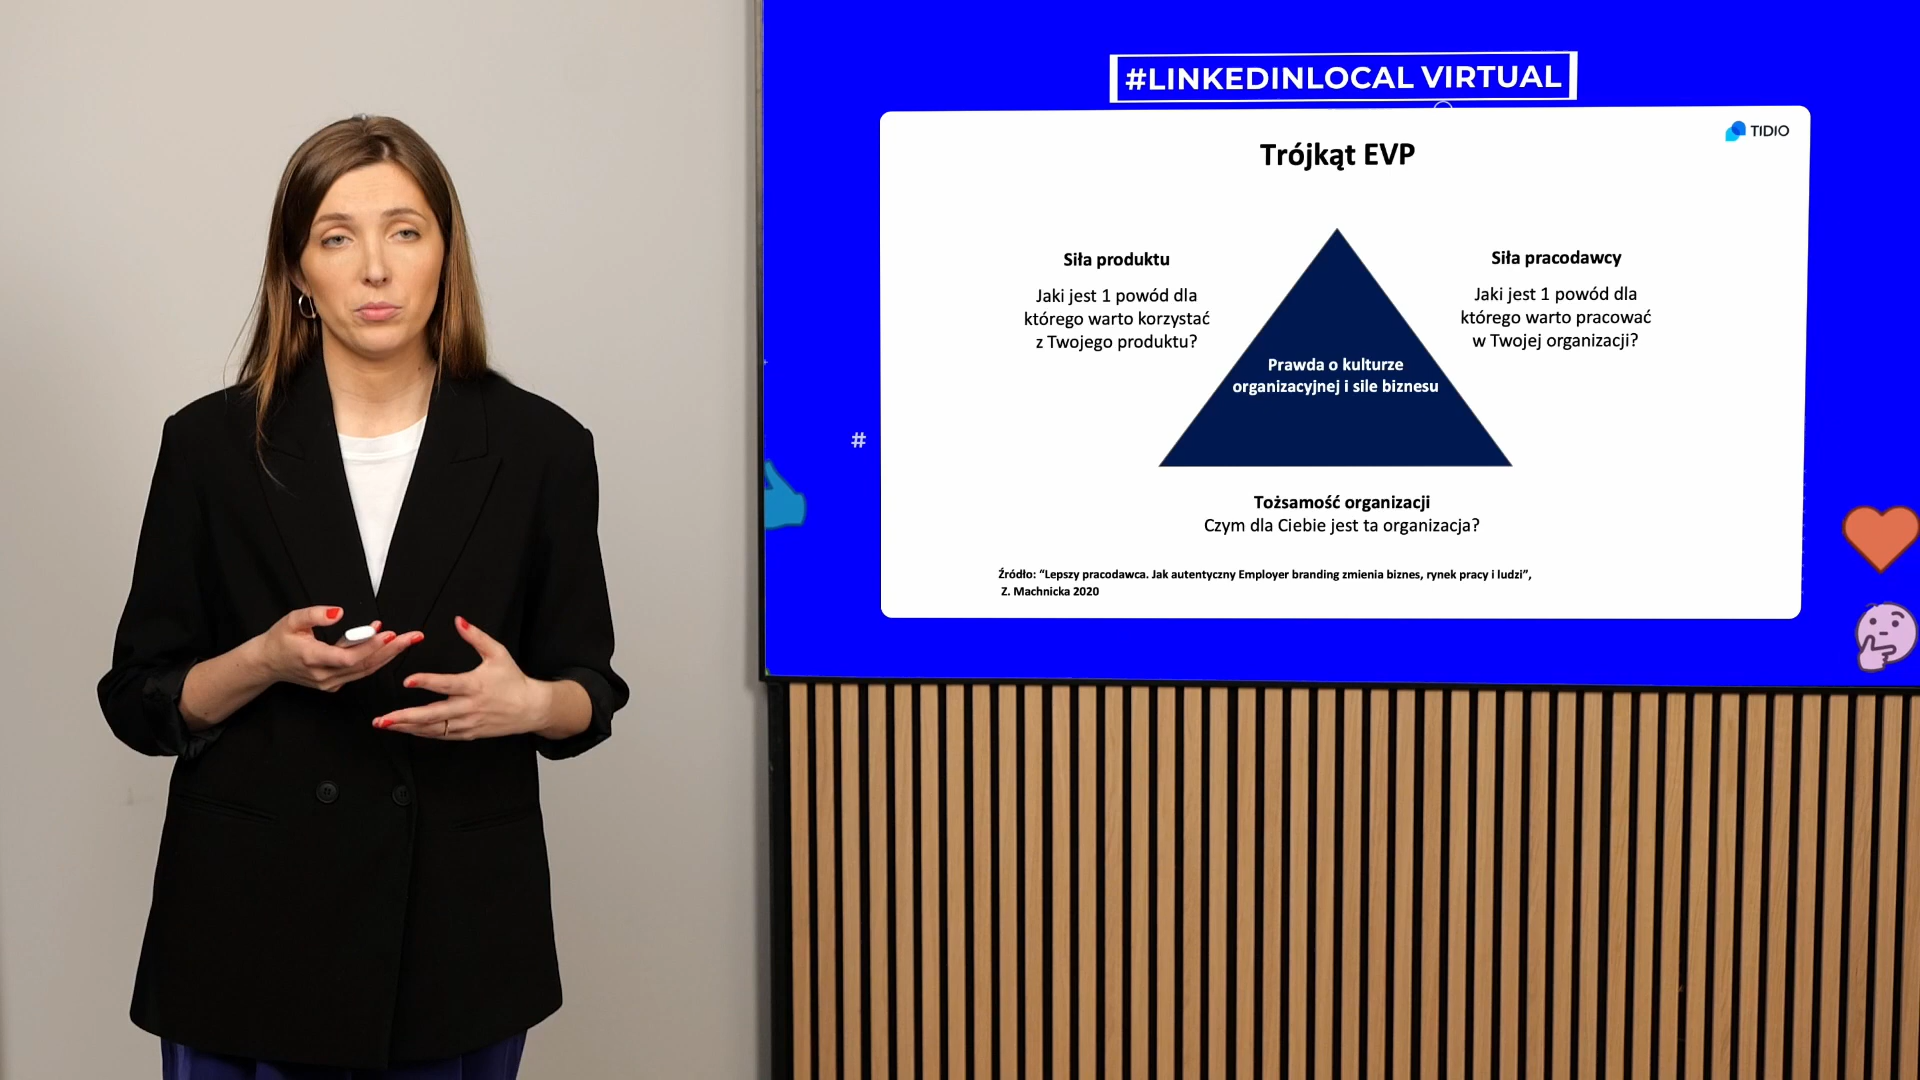 #LINKEDINLOCAL VIRTUAL
TIDIO
Trójkąt EVP
Siła produktu
Jaki jest 1 powód dla
którego warto korzystać
z Twojego produktu?
Siła pracodawcy
Jaki jest 1 powód dla
którego warto pracować
w Twojej organizacji?
Prawda o kulturze
organizacyjnej i sile biznesu
#
Tożsamość organizacji
Czym dla Ciebie jest ta organizacja?
Źródło: “Lepszy pracodawca. Jak autentyczny Employer branding zmienia biznes, rynek pracy i ludzi”,
Z. Machnicka 2020